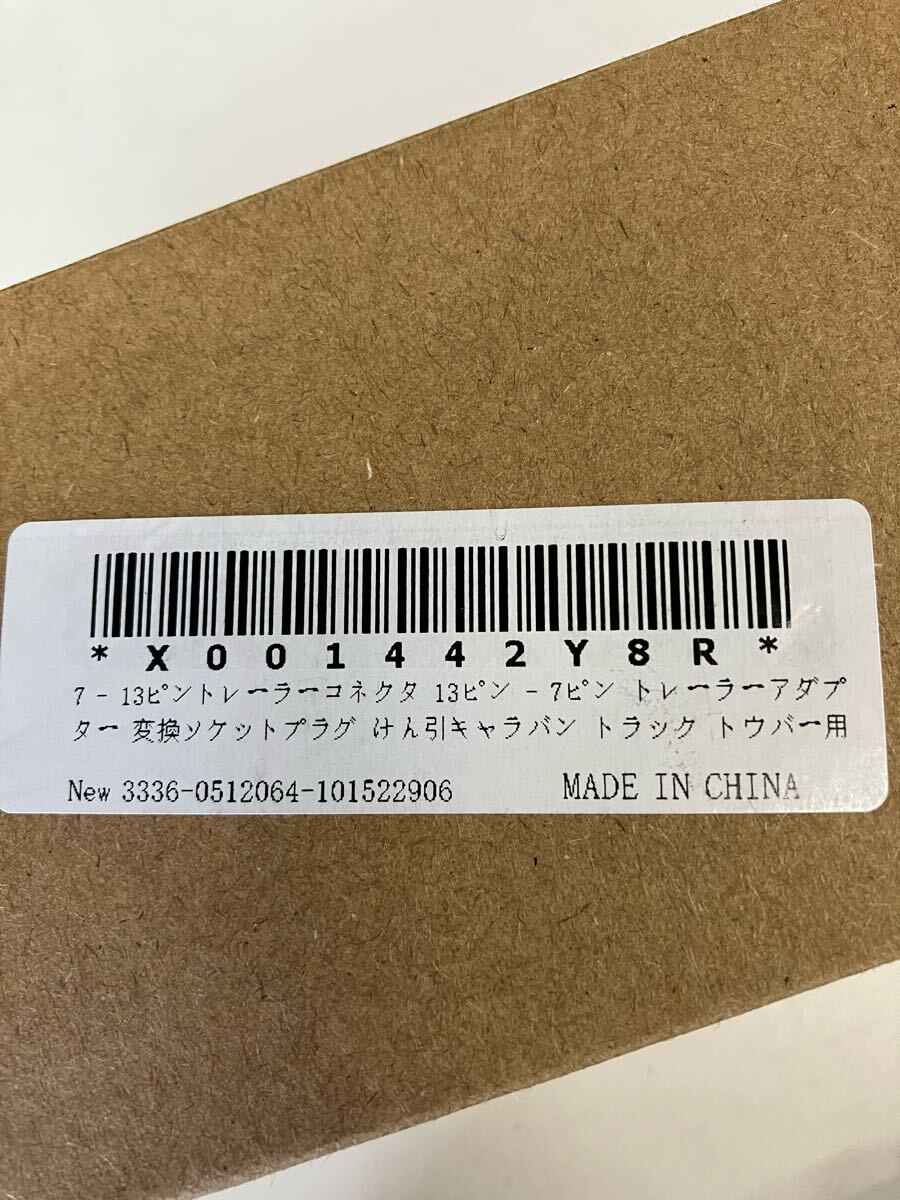 *X001442Y8R*
7 - 13ピントレーラーコネクタ 13ピン - 7ピン トレーラーアダプ
ター 変換ソケットプラグ けん引キャラバン トラック トウバー用
New 3336-0512064-101522906 MADE IN CHINA